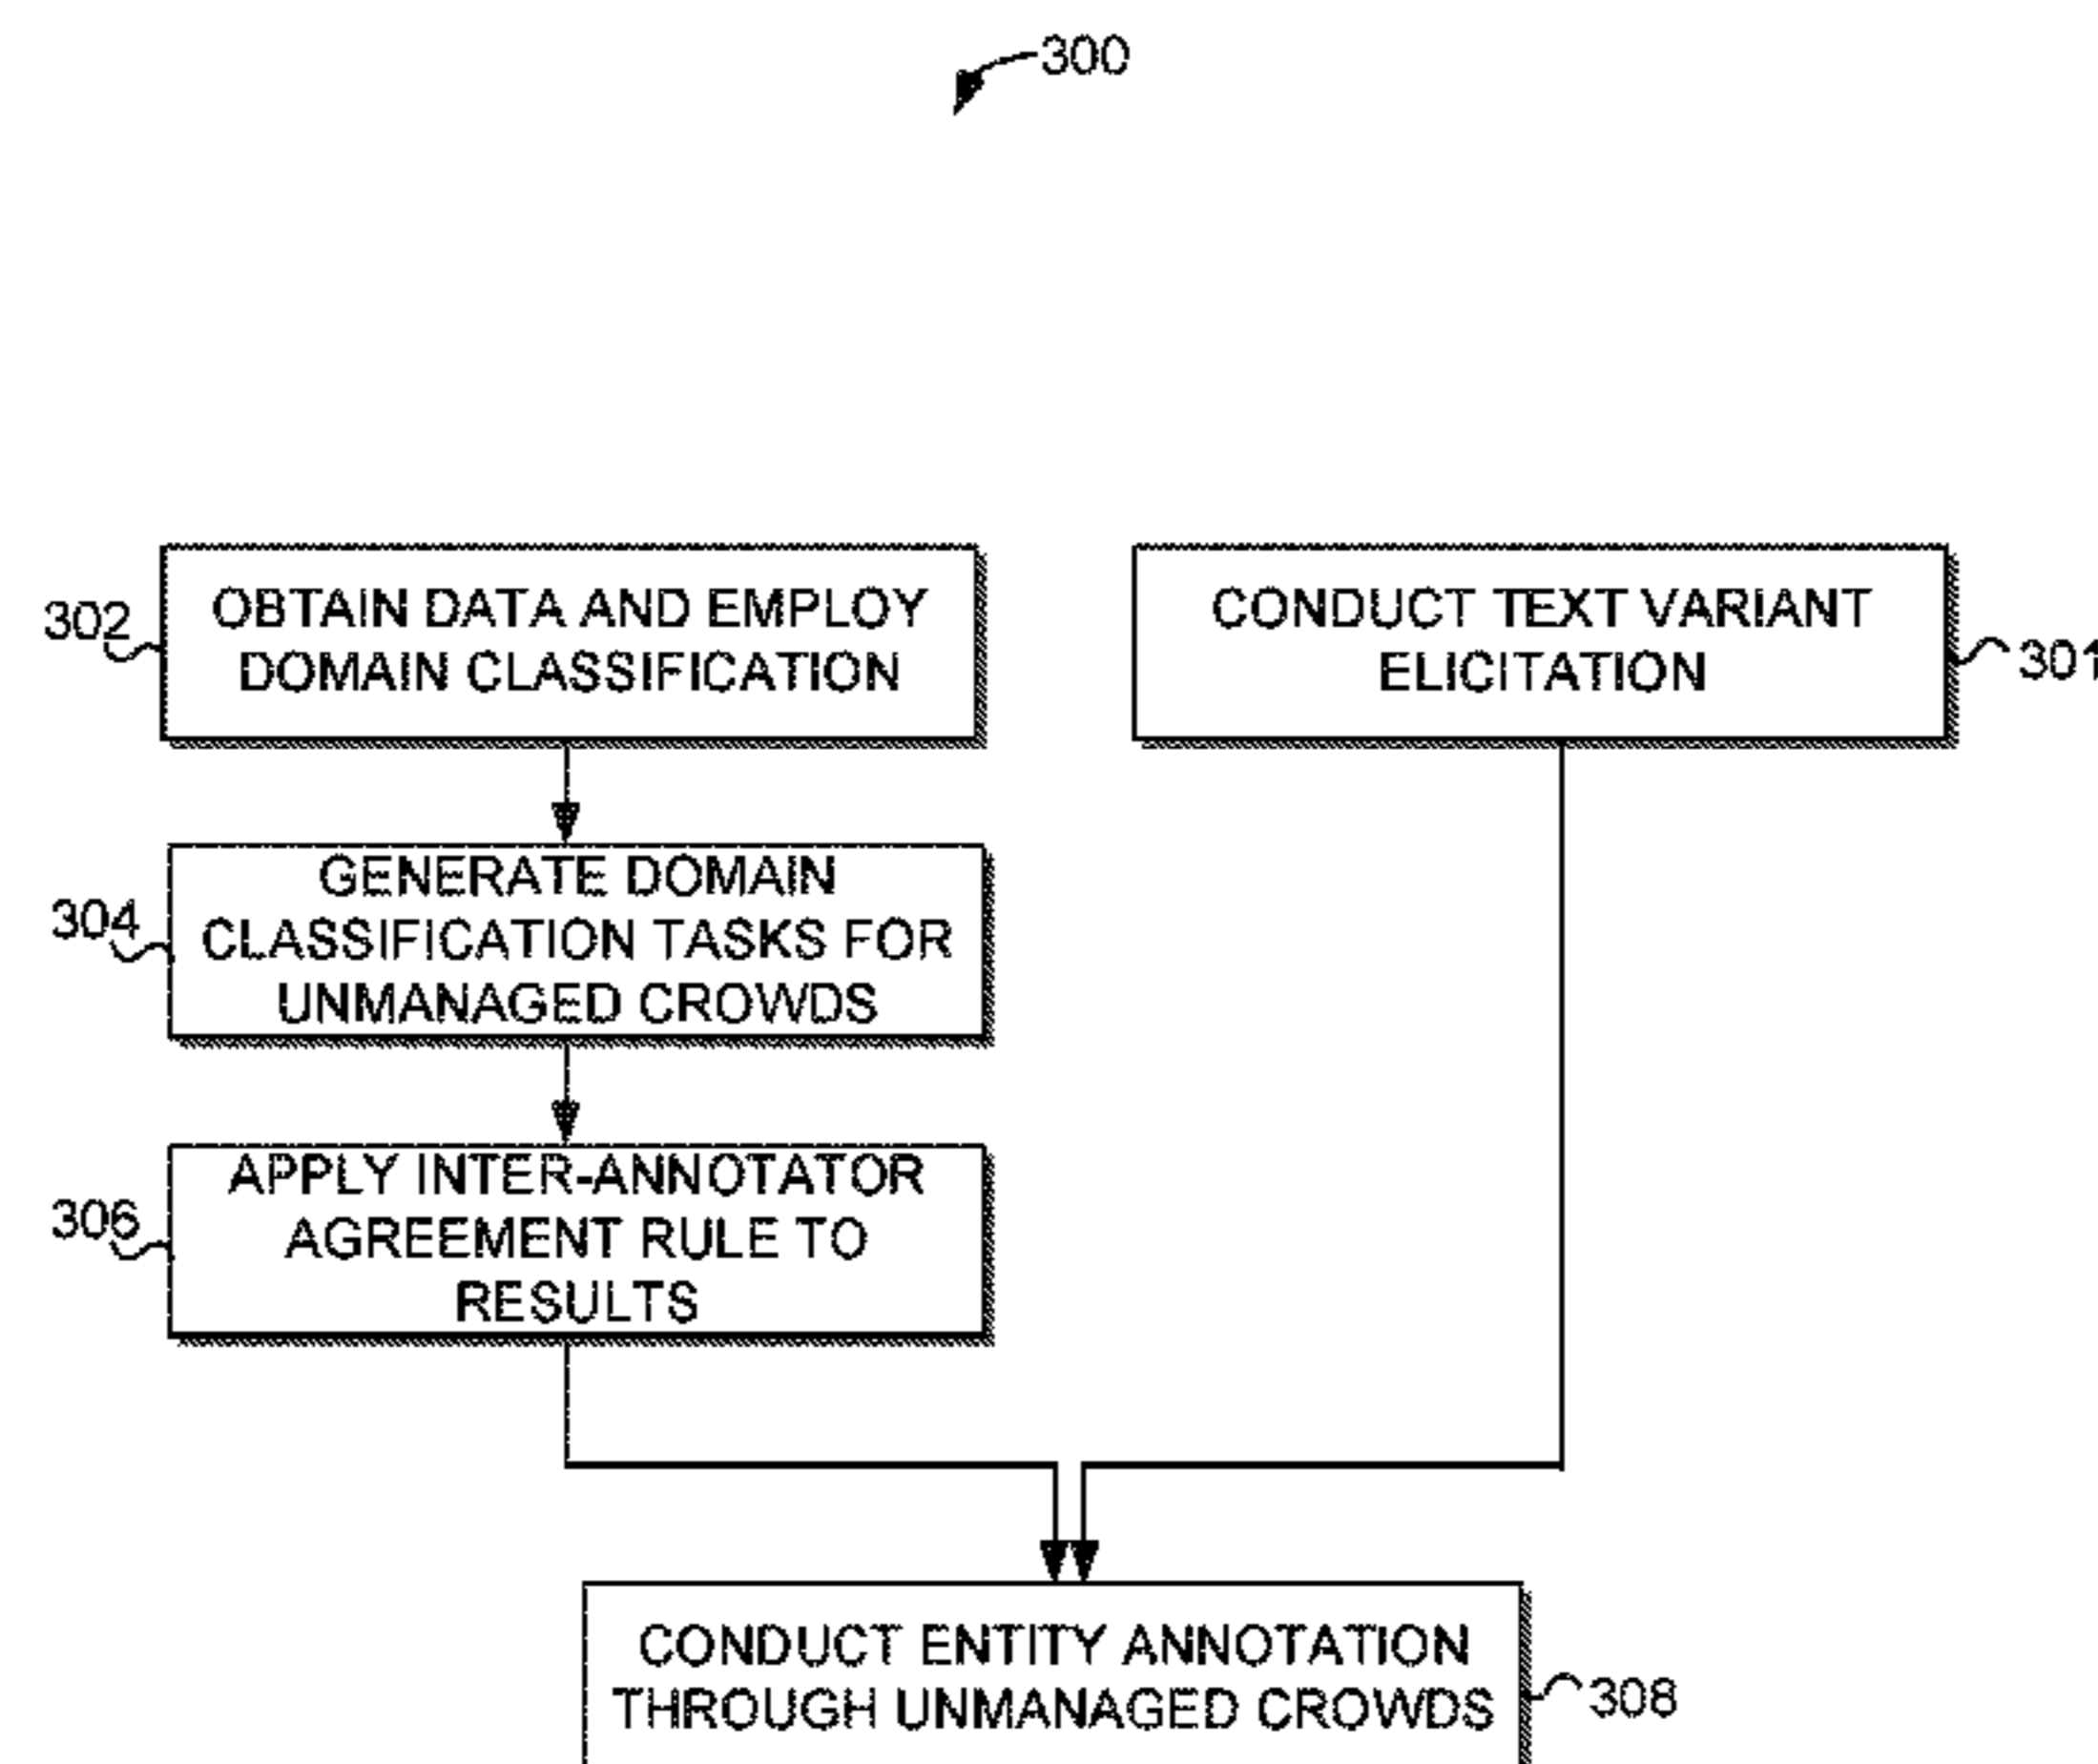 300
302
OBTAIN DATA AND EMPLOY
DOMAIN CLASSIFICATION
CONDUCT TEXT VARIANT
ELICITATION
301
304
GENERATE DOMAIN
CLASSIFICATION TASKS FOR
UNMANAGED CROWDS
306
APPLY INTER-ANNOTATOR
AGREEMENT RULE TO
RESULTS
CONDUCT ENTITY ANNOTATION
THROUGH UNMANAGED CROWDS
308